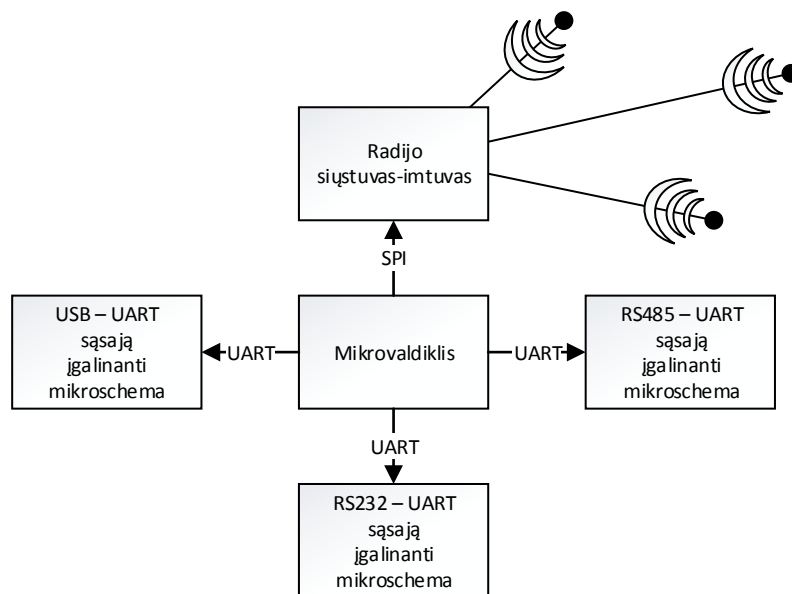 Radijo
siųstuvas-imtuvas
SPI
USB – UART
sąsają
įgalinanti
mikroschema
UART
Mikrovaldiklis
UART
RS485 – UART
sąsają
įgalinanti
mikroschema
UART
RS232 – UART
sąsają
įgalinanti
mikroschema